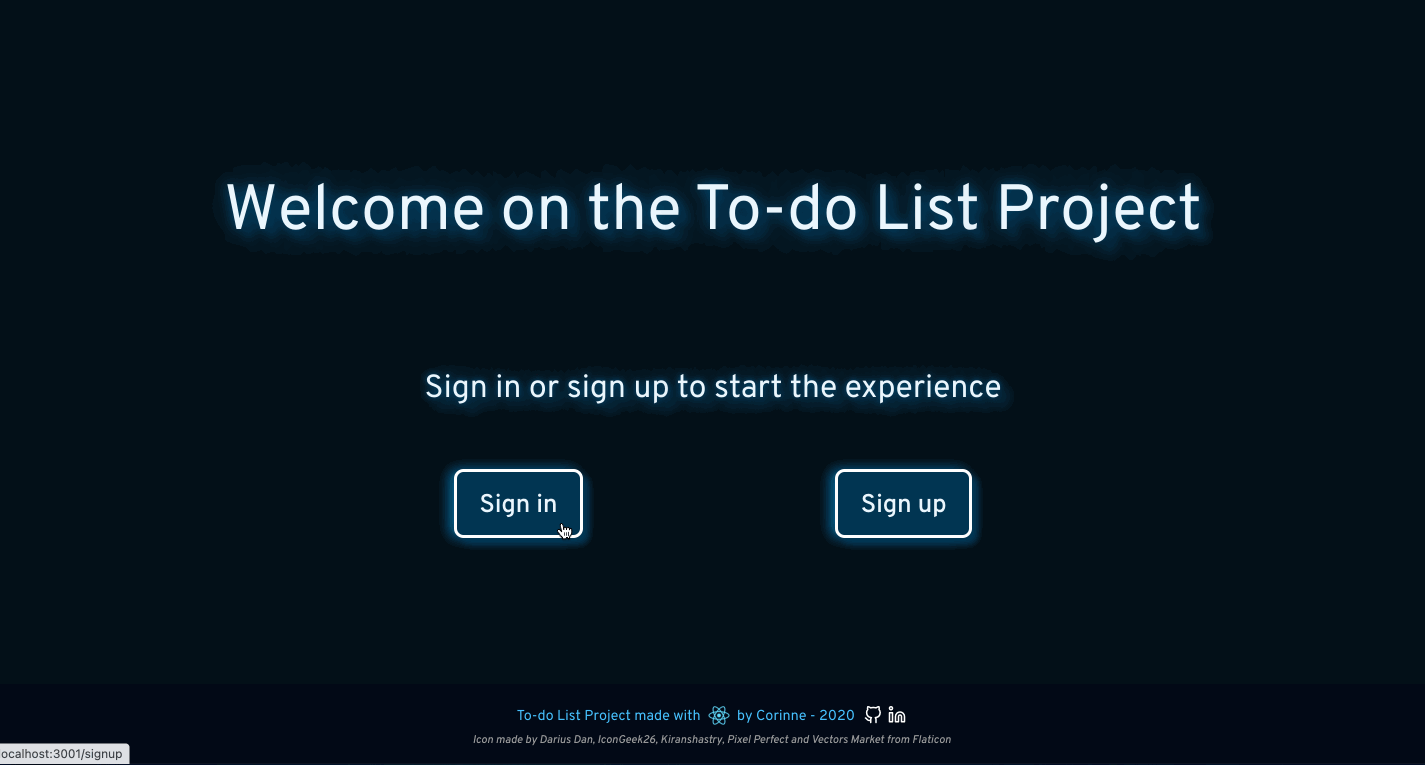 Welcome on the To-do List Project
Sign in or sign up to start the experience
Sign in
Sign up
To-do List Project made with by Corinne - 2020 in
Icon made by Darius Dan, IconGeek26, Kiranshastry, Pixel Perfect and Vectors Market from Flaticon
ocalhost:3001/signup